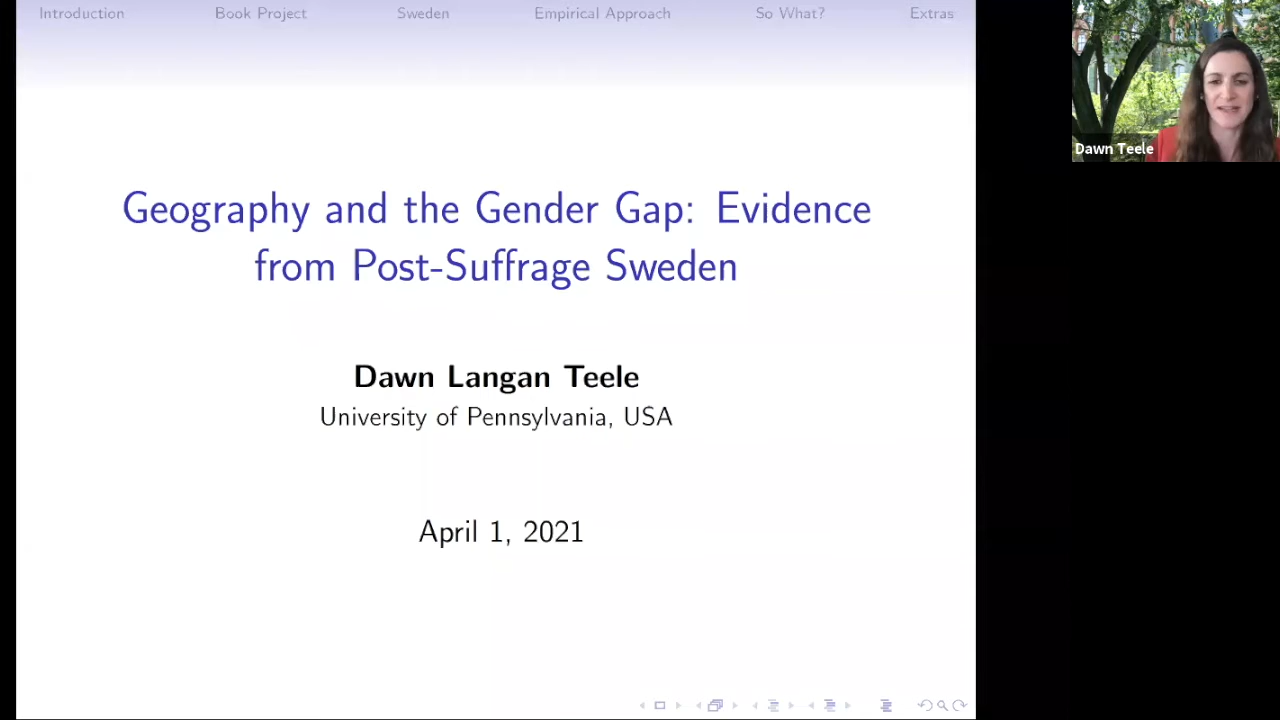 Introduction Book Project Sweden Empirical Approach So What? Extras
Geography and the Gender Gap: Evidence
from Post-Suffrage Sweden
Dawn Langan Teele
University of Pennsylvania, USA
April 1, 2021
Dawn Teele